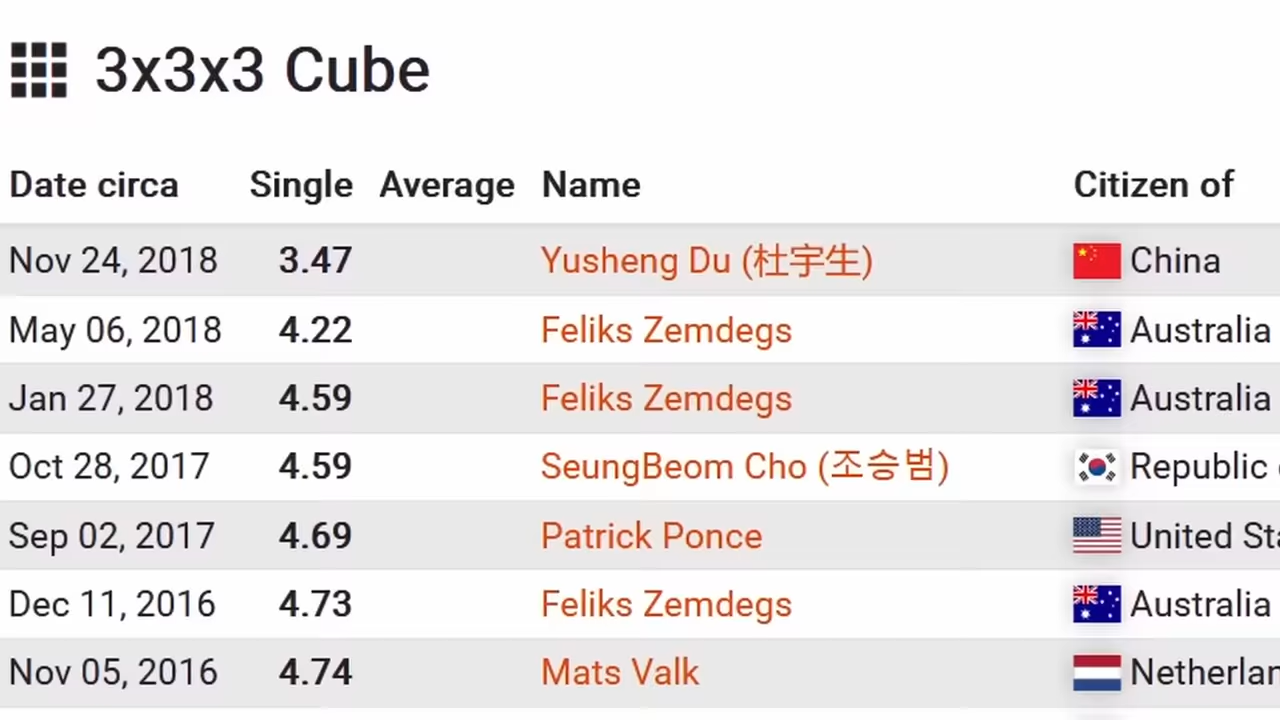 3x3x3 Cube
Date circa Single Average Name Citizen of
Nov 24, 2018 3.47 Yusheng Du (杜宇生) China
May 06, 2018 4.22 Feliks Zemdegs Australia
Jan 27, 2018 4.59 Feliks Zemdegs Australia
Oct 28, 2017 4.59 SeungBeom Cho (조승범) Republic
Sep 02, 2017 4.69 Patrick Ponce United Sta
Dec 11, 2016 4.73 Feliks Zemdegs Australia
Nov 05, 2016 4.74 Mats Valk Netherlan